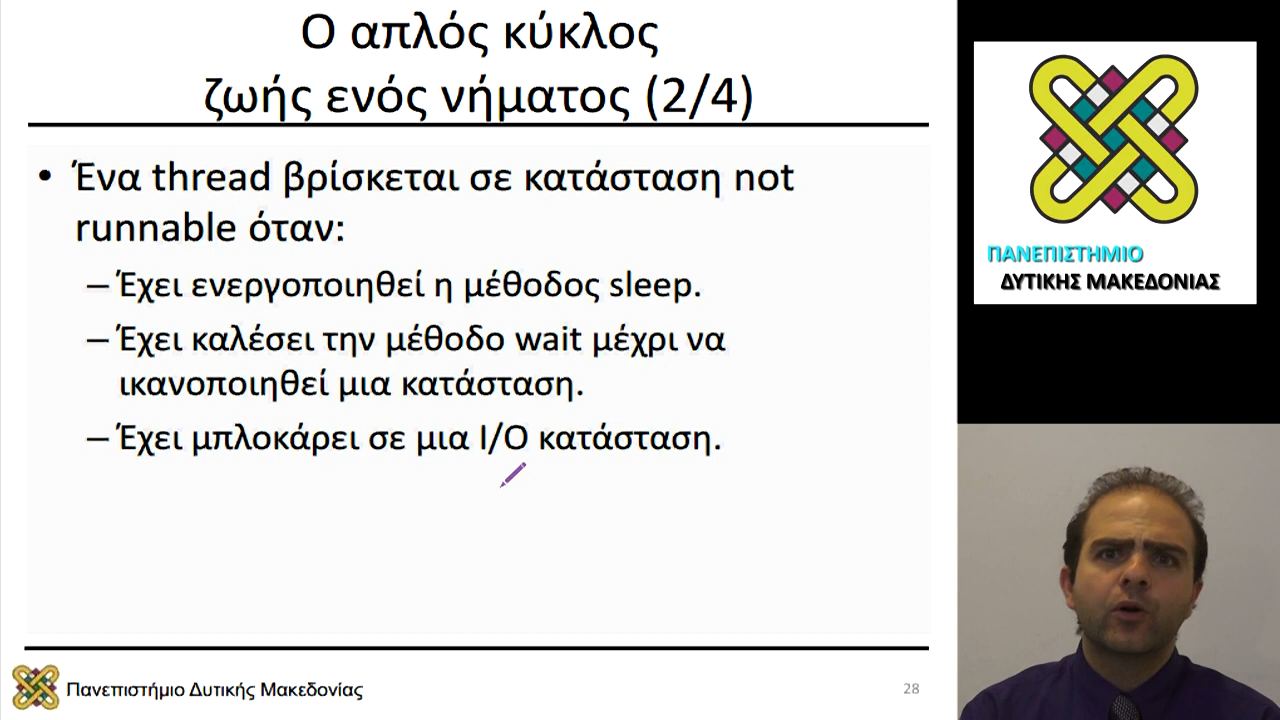 Ο απλός κύκλος
ζωής ενός νήματος (2/4)
• Ένα thread βρίσκεται σε κατάσταση not
runnable όταν:
– Έχει ενεργοποιηθεί η μέθοδος sleep.
– Έχει καλέσει την μέθοδο wait μέχρι να
ικανοποιηθεί μια κατάσταση.
– Έχει μπλοκάρει σε μια I/O κατάσταση.
Πανεπιστήμιο Δυτικής Μακεδονίας
28
ΠΑΝΕΠΙΣΤΗΜΙΟ
ΔΥΤΙΚΗΣ ΜΑΚΕΔΟΝΙΑΣ